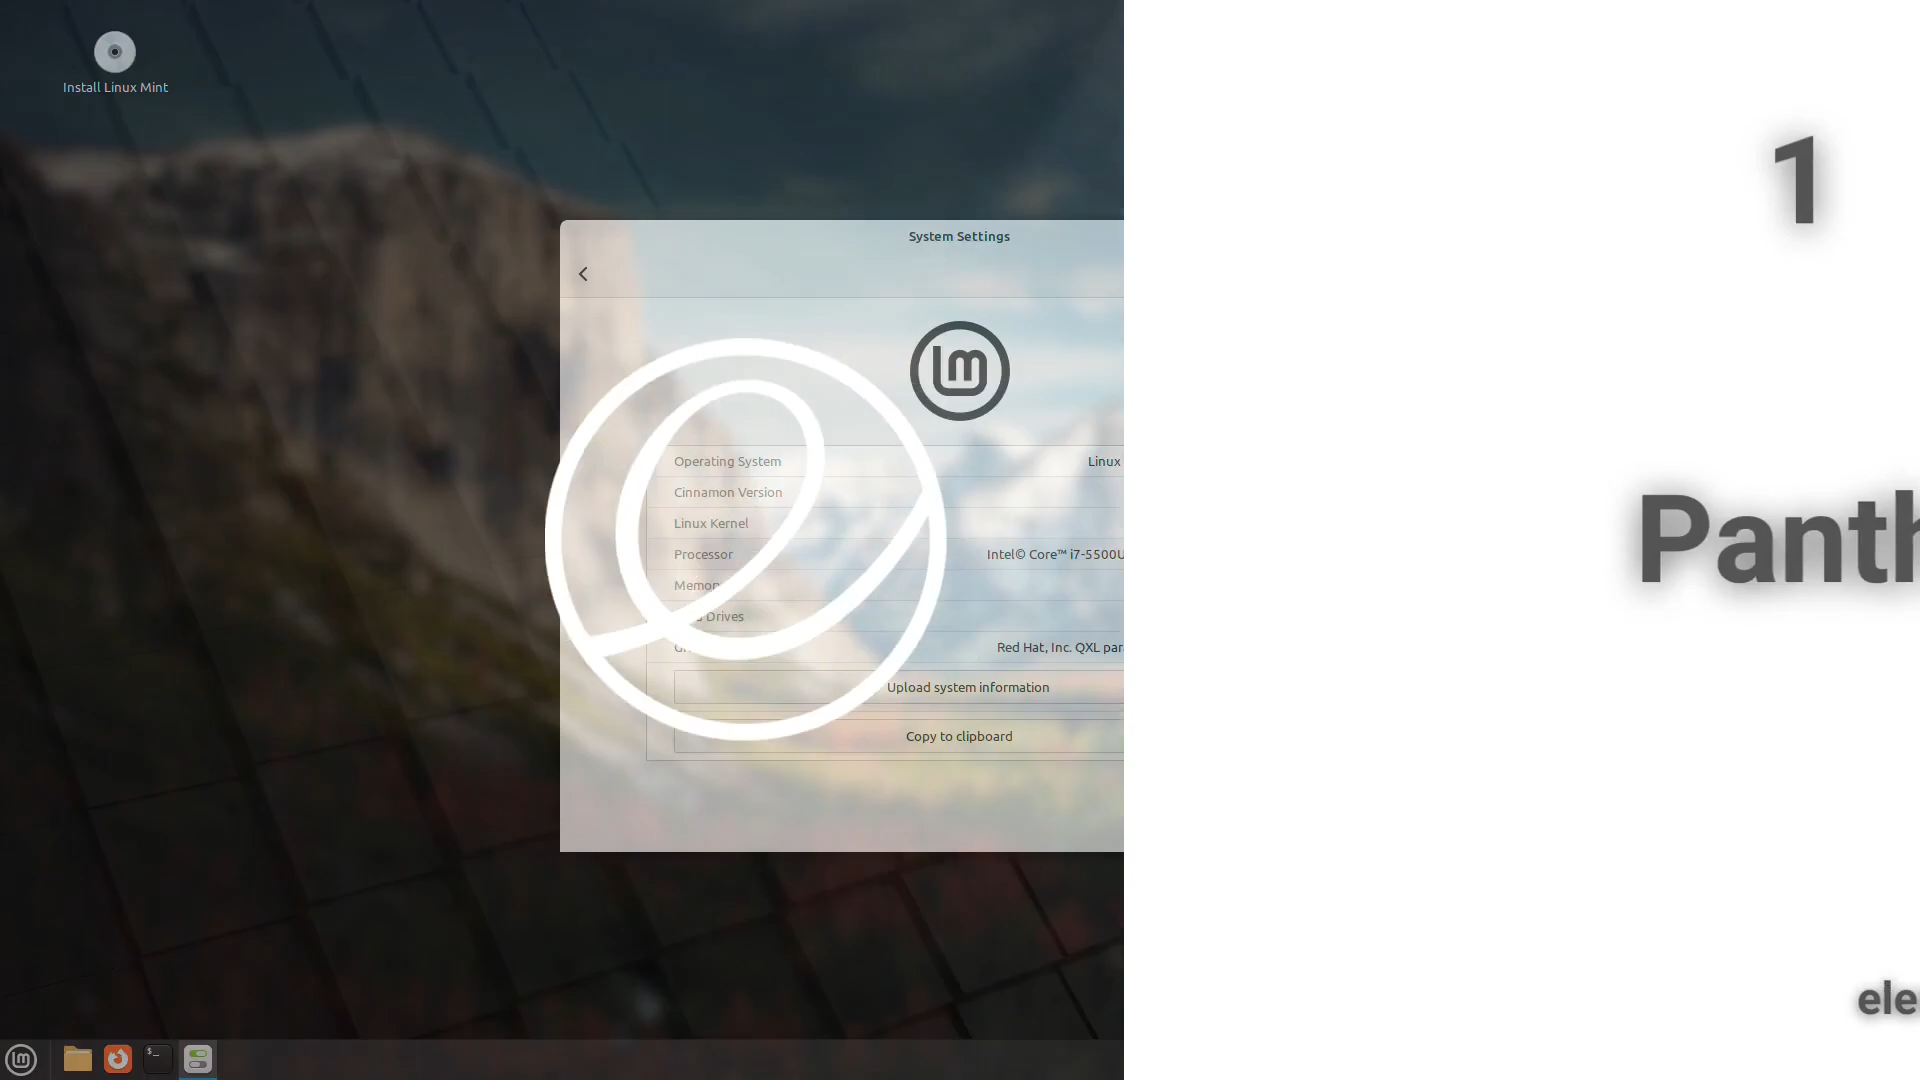 Install Linux Mint
1
System Settings
Operating System
Linux
Cinnamon Version
Linux Kernel
Panth
Processor
Intel© Core™ i7-5500U
Drives
Red Hat, Inc. QXL par
Upload system information
Copy to clipboard
ele
$_